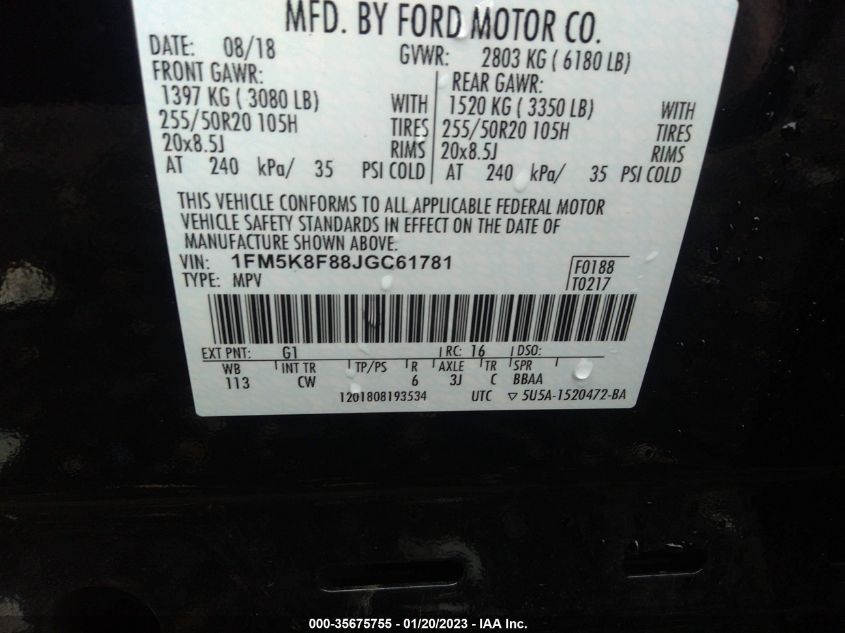 MFD. BY FORD MOTOR CO.
DATE: 08/18 GVWR: 2803 KG ( 6180 LB)
FRONT GAWR: REAR GAWR:
1397 KG ( 3080 LB) WITH 1520 KG ( 3350 LB) WITH
255/50R20 105H TIRES 255/50R20 105H TIRES
20x8.5J RIMS 20x8.5J RIMS
AT 240 kPa/ 35 PSI COLD AT 240 kPa/ 35 PSI COLD
THIS VEHICLE CONFORMS TO ALL APPLICABLE FEDERAL MOTOR
VEHICLE SAFETY STANDARDS IN EFFECT ON THE DATE OF
MANUFACTURE SHOWN ABOVE.
VIN: 1FM5K8F88JGC61781 F0188
TYPE: MPV T0217
EXT PNT: G1 RC: 16 DSO:
WB INT TR TP/PS R AXLE TR SPR
113 CW 6 3J C BBAA
1201808193534 UTC ▽ 5U5A-1520472-BA
000-35675755 - 01/20/2023 - IAA Inc.